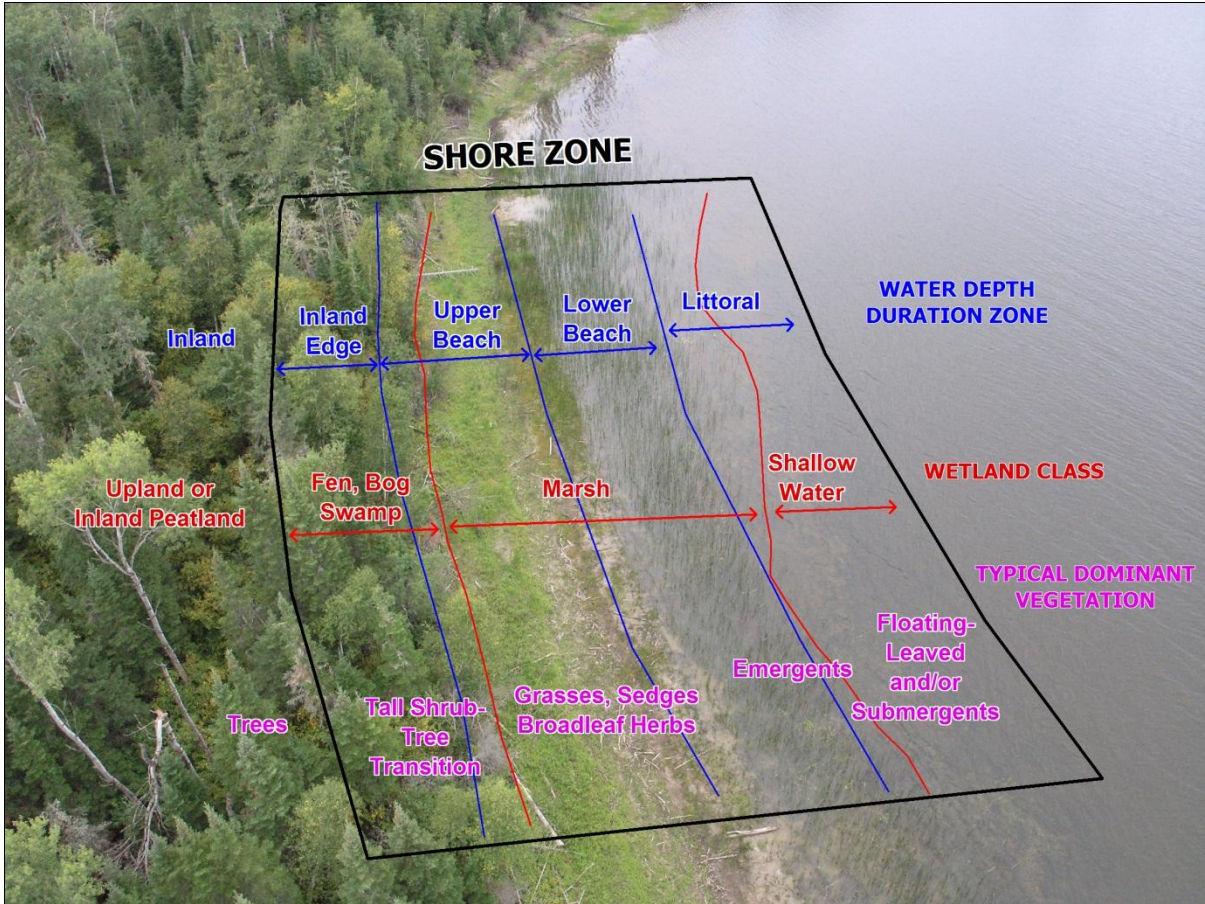 SHORE ZONE
Inland
Inland
Edge
Upper
Beach
Lower
Beach
Littoral
WATER DEPTH
DURATION ZONE
Upland or
Inland Peatland
Fen, Bog
Swamp
Marsh
Shallow
Water
WETLAND CLASS
TYPICAL DOMINANT
VEGETATION
Trees
Tall Shrub-
Tree
Transition
Grasses, Sedges
Broadleaf Herbs
Emergents
Floating-
Leaved
and/or
Submergents